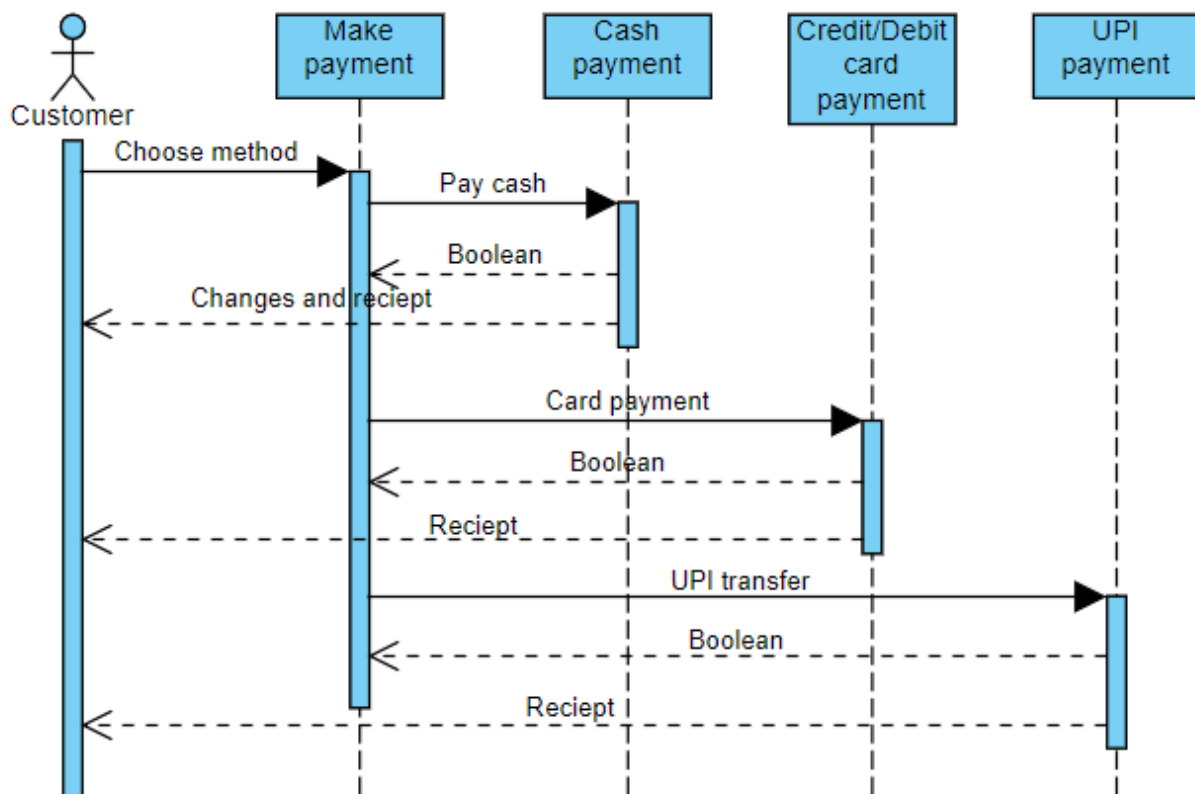 Customer
Make
payment
Cash
payment
Credit/Debit
card
payment
UPI
payment
Choose method
Pay cash
Boolean
Changes and reciept
Card payment
Boolean
Reciept
UPI transfer
Boolean
Reciept